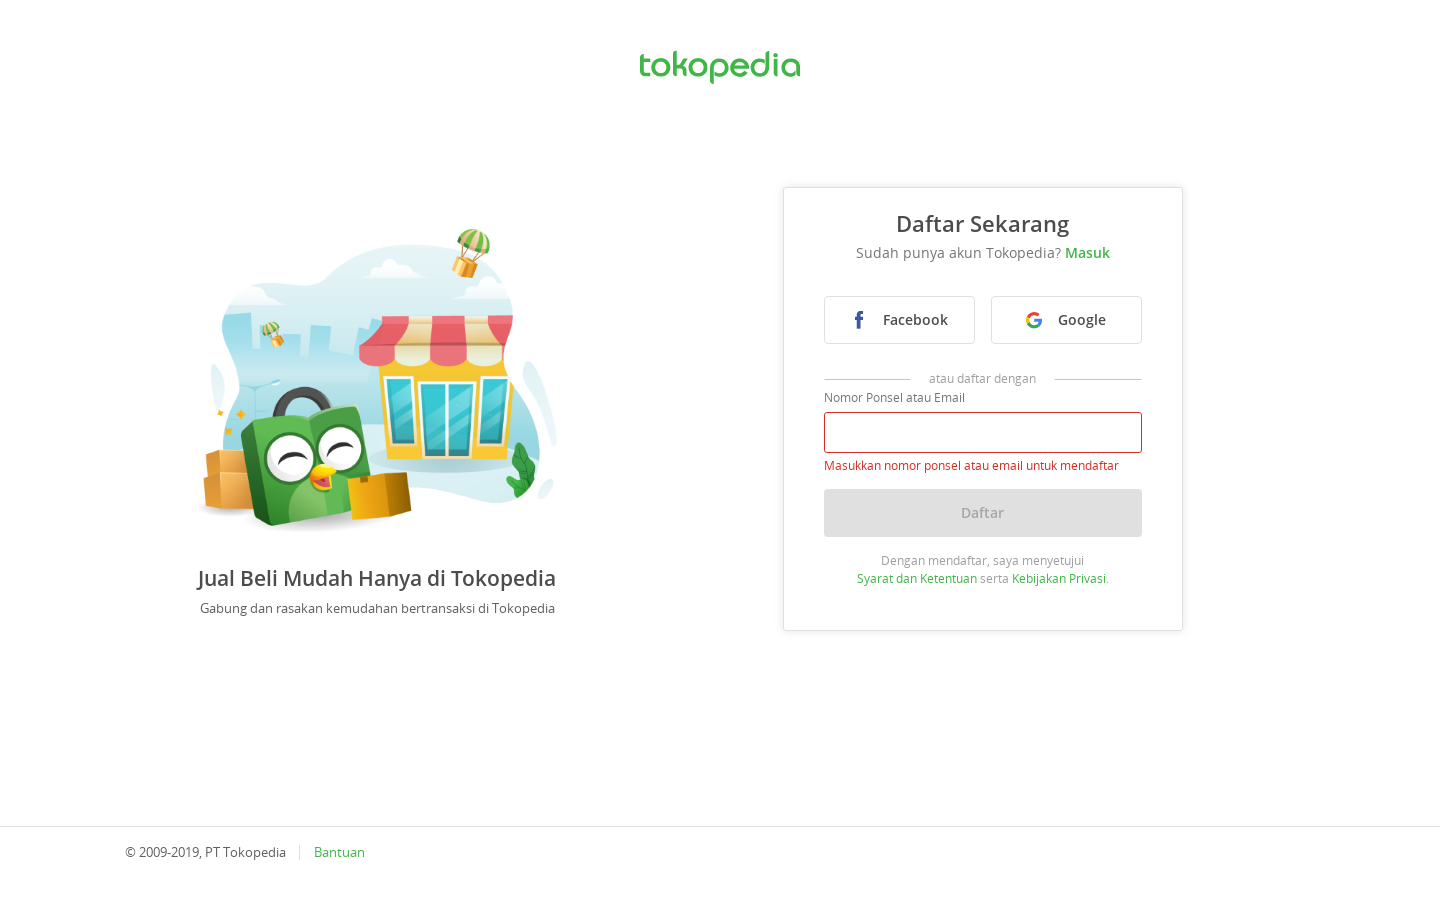 tokopedia
Jual Beli Mudah Hanya di Tokopedia
Gabung dan rasakan kemudahan bertransaksi di Tokopedia
Daftar Sekarang
Sudah punya akun Tokopedia? Masuk
Facebook
Google
atau daftar dengan
Nomor Ponsel atau Email
Masukkan nomor ponsel atau email untuk mendaftar
Daftar
Dengan mendaftar, saya menyetujui
Syarat dan Ketentuan serta Kebijakan Privasi.
© 2009-2019, PT Tokopedia
Bantuan